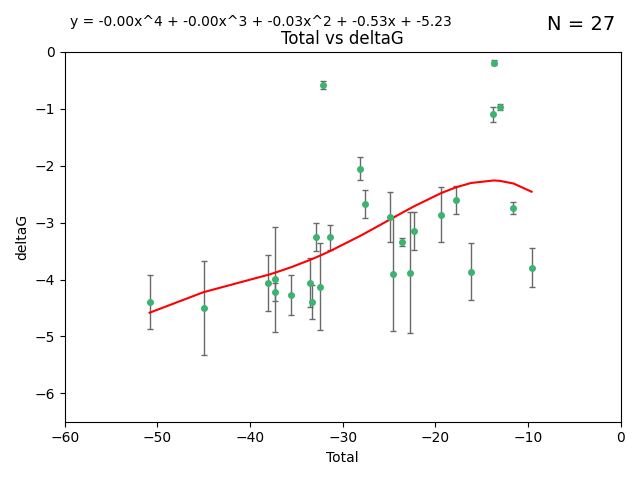 y = -0.00x^4 + -0.00x^3 + -0.03x^2 + -0.53x + -5.23
N = 27
Total vs deltaG
0
−1
−2
−3
−4
−5
−6
deltaG
−60
−50
−40
−30
−20
−10
0
Total